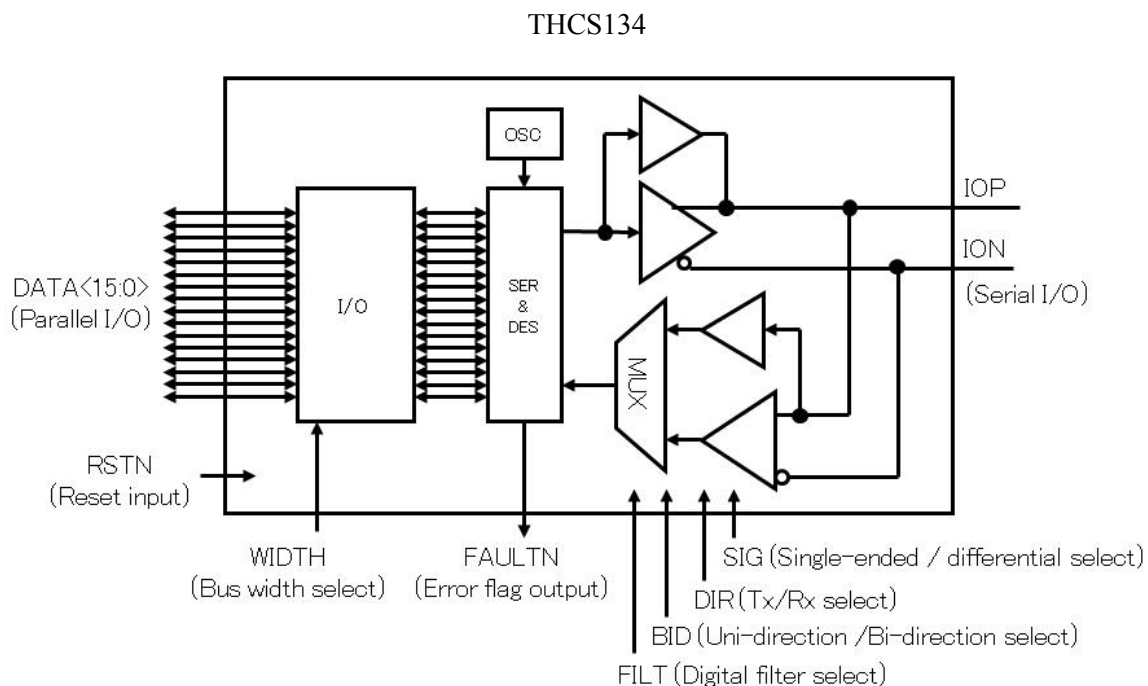 THCS134
OSC
IOP
ION
(Serial I/O)
DATA<15:0>
(Parallel I/O)
I/O
SER
&
DES
MUX
RSTN
(Reset input)
WIDTH
(Bus width select)
FAULTN
(Error flag output)
SIG (Single-ended / differential select)
DIR (Tx/Rx select)
BID (Uni-direction /Bi-direction select)
FILT (Digital filter select)